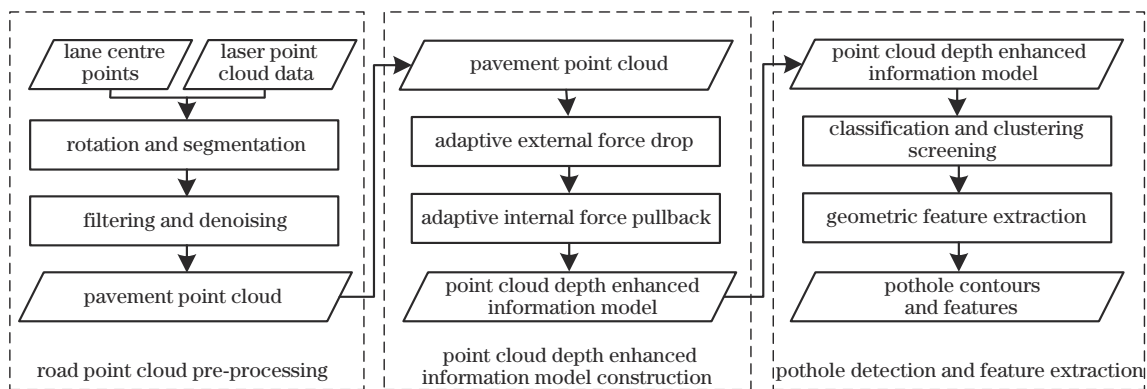 lane centre
points
laser point
cloud data
rotation and segmentation
filtering and denoising
pavement point cloud
road point cloud pre-processing
pavement point cloud
adaptive external force drop
adaptive internal force pullback
point cloud depth enhanced
information model
point cloud depth enhanced
information model construction
point cloud depth enhanced
information model
classification and clustering
screening
geometric feature extraction
pothole contours
and features
pothole detection and feature extraction